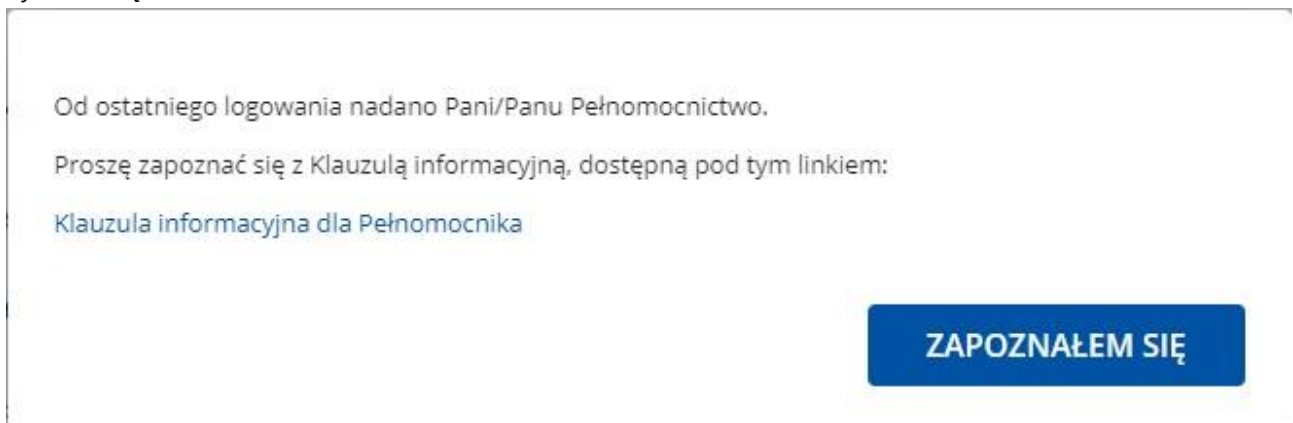 Od ostatniego logowania nadano Pani/Panu Pełnomocnictwo.
Proszę zapoznać się z Klauzulą informacyjną, dostępną pod tym linkiem:
Klauzula informacyjna dla Pełnomocnika
ZAPOZNAŁEM SIĘ